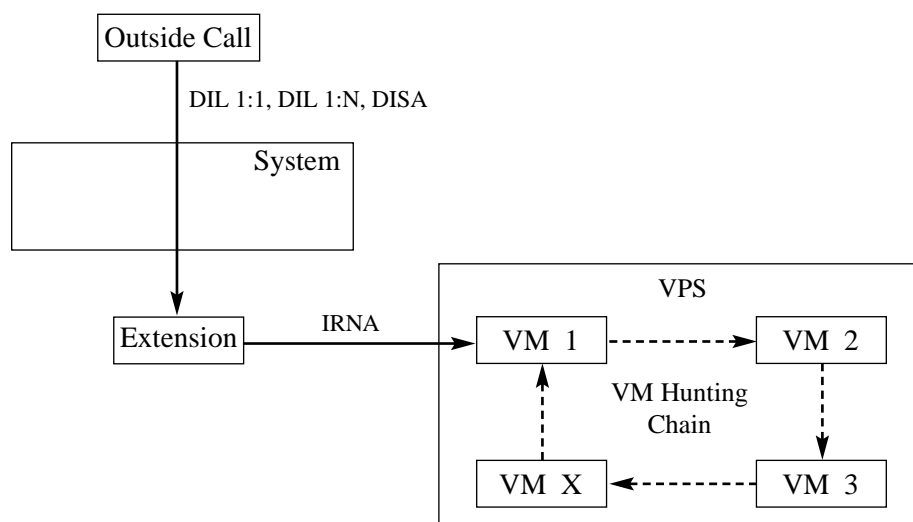 Outside Call
DIL 1:1, DIL 1:N, DISA
System
VPS
Extension
IRNA
VM 1
VM 2
VM Hunting
Chain
VM X
VM 3